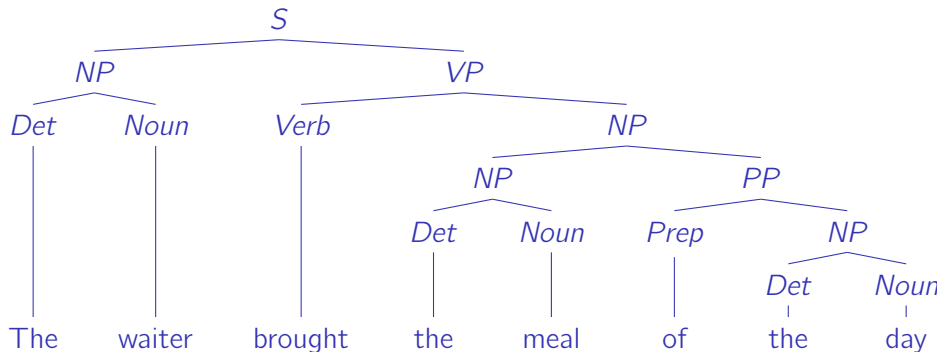 S
NP VP
Det Noun Verb NP
NP PP
Det Noun Prep NP
Det Noun
The waiter brought the meal of the day